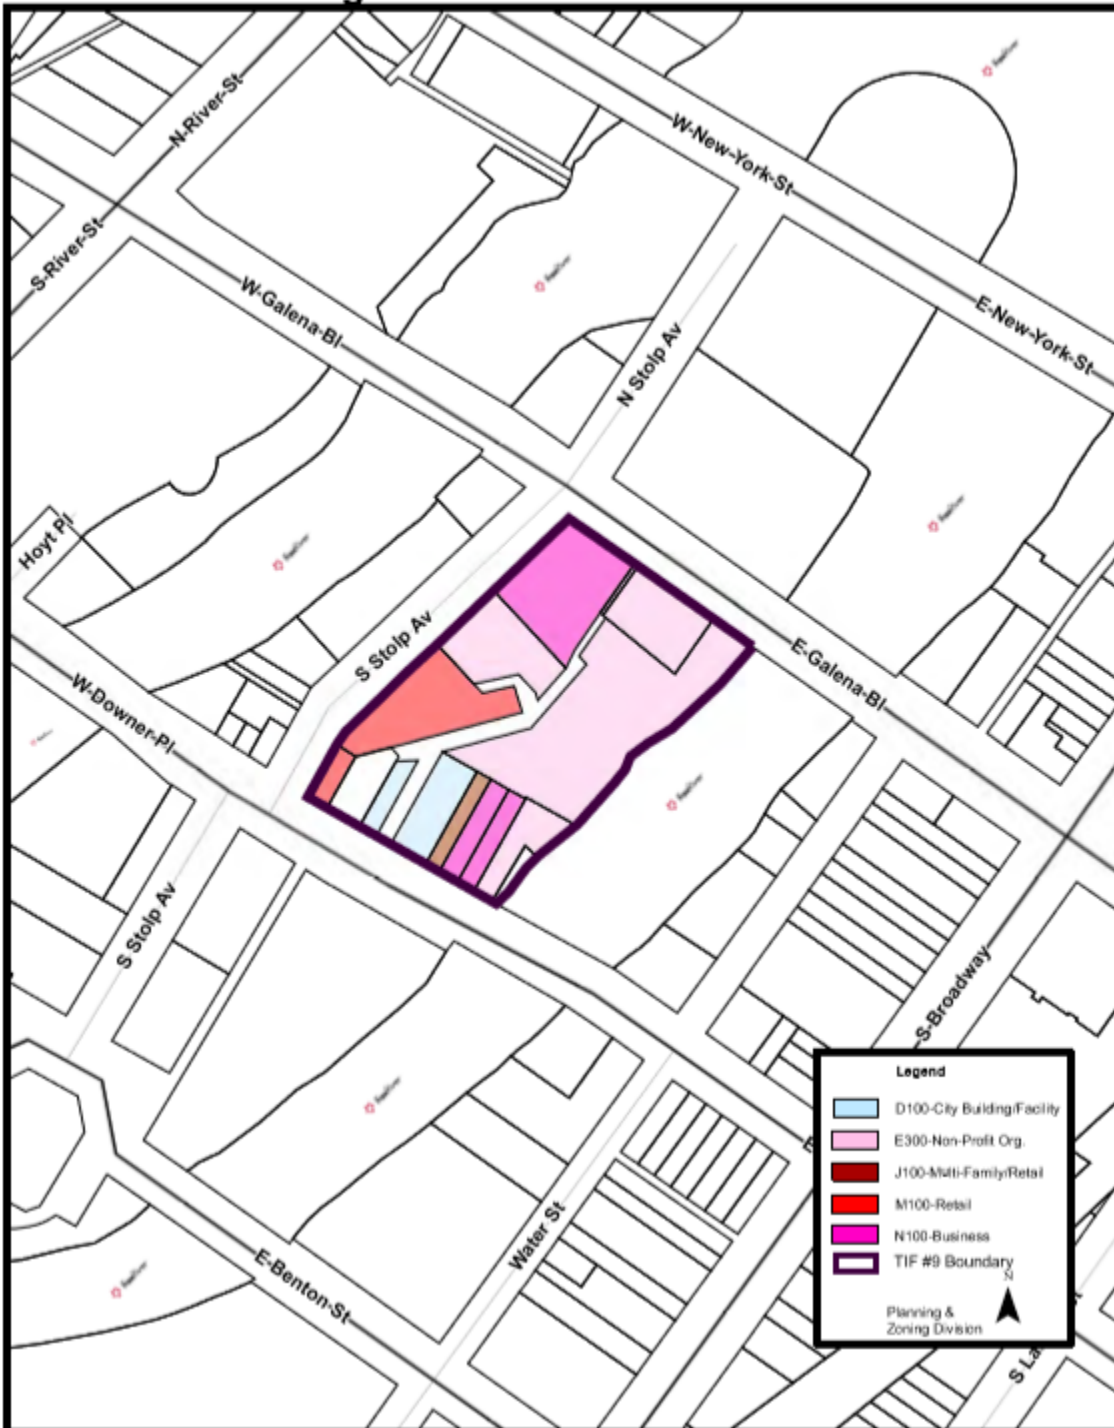 W-New-York-St
N-River-St
S-River-St
W-Galena-Bl
E-New-York-St
N Stolp Av
Hoyt Pl
S Stolp Av
E-Galena-Bl
W-Downer-Pl
S Stolp Av
S-Broadway
Water St
E-Benton-St
Legend
D100-City Building/Facility
E300-Non-Profit Org.
J100-Multi-Family/Retail
M100-Retail
N100-Business
TIF #9 Boundary
N
Planning &
Zoning Division